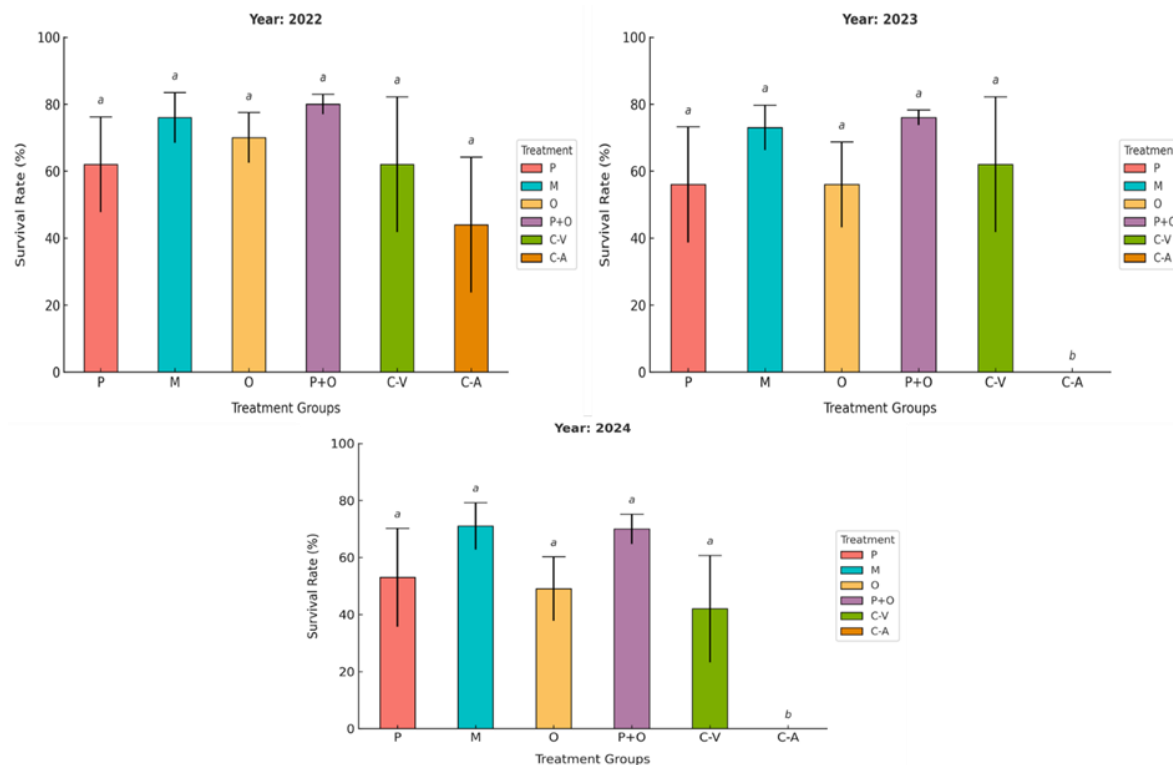 Year: 2022
100
80
60
40
20
0
Survival Rate (%)
a
a
a
a
a
a
P
M
O
P+O
C-V
C-A
Treatment Groups
Treatment
P
M
O
P+O
C-V
C-A
Year: 2023
100
80
60
40
20
0
Survival Rate (%)
a
a
a
a
a
b
P
M
O
P+O
C-V
C-A
Treatment Groups
Treatment
P
M
O
P+O
C-V
C-A
Year: 2024
100
80
60
40
20
0
Survival Rate (%)
a
a
a
a
a
b
P
M
O
P+O
C-V
C-A
Treatment Groups
Treatment
P
M
O
P+O
C-V
C-A